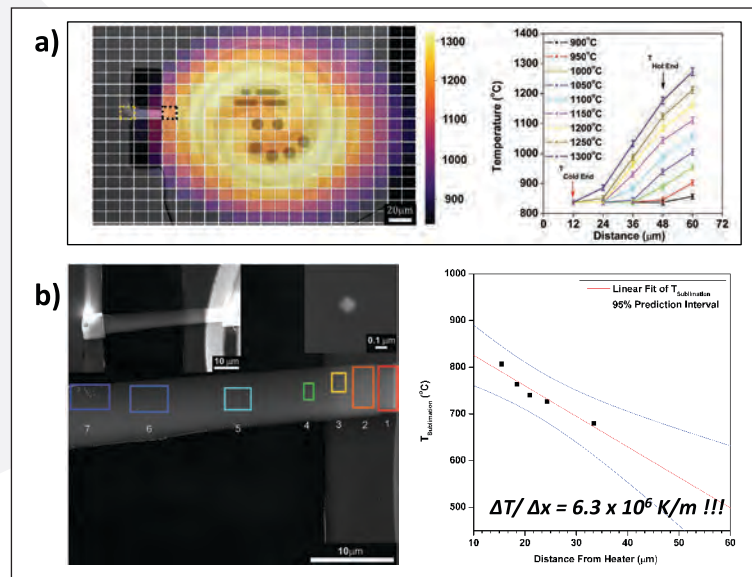 a)
1300
1200
1100
1000
900
20µm
1400
1300
1200
1100
1000
900
800
Temperature (°C)
900°C
950°C
1000°C
1050°C
1100°C
1150°C
1200°C
1250°C
1300°C
T Hot End
T Cold End
0 12 24 36 48 60 72
Distance (µm)
b)
10 µm
0.1 µm
7 6 5 4 3 2 1
10µm
1000
900
800
700
600
500
T Sublimation (°C)
Linear Fit of T Sublimation
95% Prediction Interval
ΔT/ Δx = 6.3 x 10⁶ K/m !!!
10 20 30 40 50 60
Distance From Heater (µm)